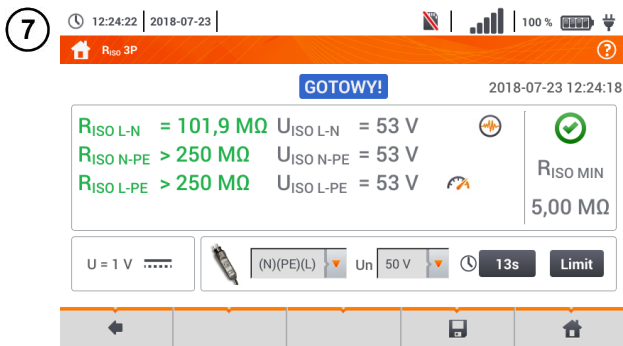 7
12:24:22 2018-07-23 100 %
RISO 3P ?
GOTOWY! 2018-07-23 12:24:18
RISO L-N = 101,9 MΩ UISO L-N = 53 V
RISO N-PE > 250 MΩ UISO N-PE = 53 V
RISO L-PE > 250 MΩ UISO L-PE = 53 V
RISO MIN
5,00 MΩ
U = 1 V (N)(PE)(L) Un 50 V 13s Limit